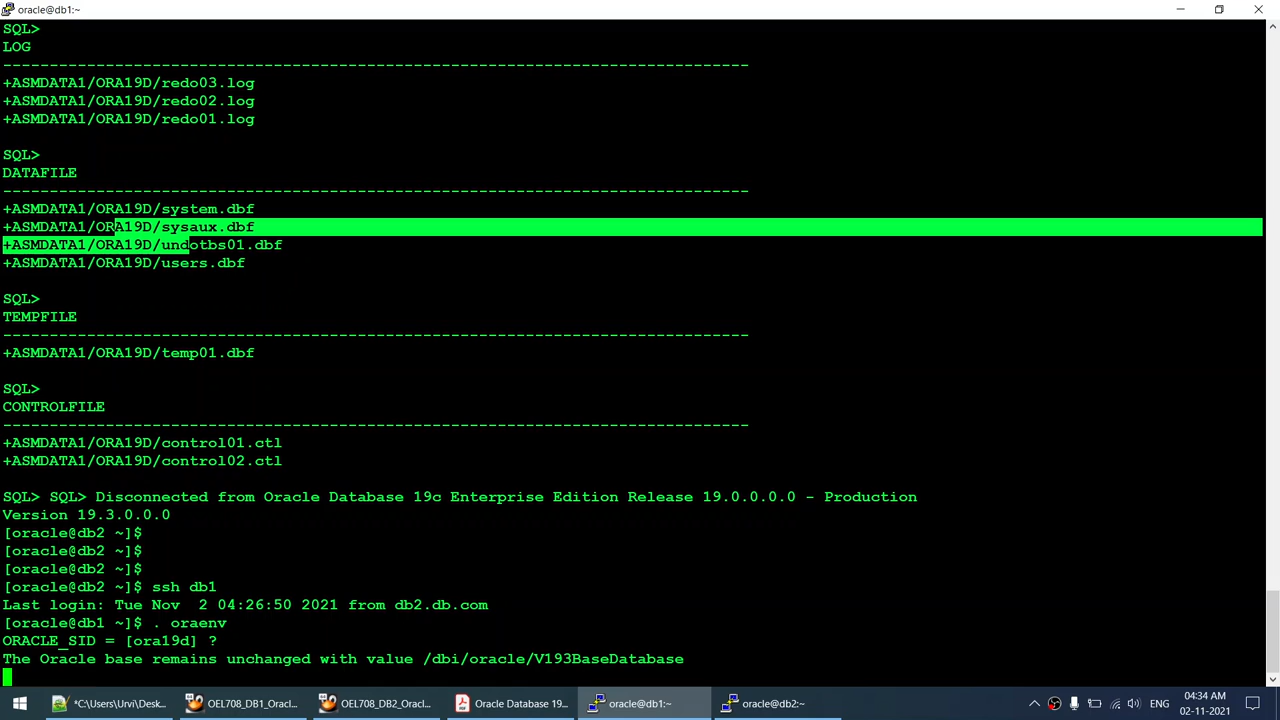 oracle@db1:~
SQL>
LOG
--------------------------------------------------------------------------------
+ASMDATA1/ORA19D/redo03.log
+ASMDATA1/ORA19D/redo02.log
+ASMDATA1/ORA19D/redo01.log
SQL>
DATAFILE
--------------------------------------------------------------------------------
+ASMDATA1/ORA19D/system.dbf
+ASMDATA1/ORA19D/sysaux.dbf
+ASMDATA1/ORA19D/undotbs01.dbf
+ASMDATA1/ORA19D/users.dbf
SQL>
TEMPFILE
--------------------------------------------------------------------------------
+ASMDATA1/ORA19D/temp01.dbf
SQL>
CONTROLFILE
--------------------------------------------------------------------------------
+ASMDATA1/ORA19D/control01.ctl
+ASMDATA1/ORA19D/control02.ctl
SQL> SQL> Disconnected from Oracle Database 19c Enterprise Edition Release 19.0.0.0.0 - Production
Version 19.3.0.0.0
[oracle@db2 ~]$
[oracle@db2 ~]$
[oracle@db2 ~]$
[oracle@db2 ~]$ ssh db1
Last login: Tue Nov  2 04:26:50 2021 from db2.db.com
[oracle@db1 ~]$ . oraenv
ORACLE_SID = [ora19d] ?
The Oracle base remains unchanged with value /dbi/oracle/V193BaseDatabase
*C:\Users\Urvi\Desk... OEL708_DB1_Oracl... OEL708_DB2_Oracl... Oracle Database 19... oracle@db1:~ oracle@db2:~ ENG 04:34 AM
02-11-2021